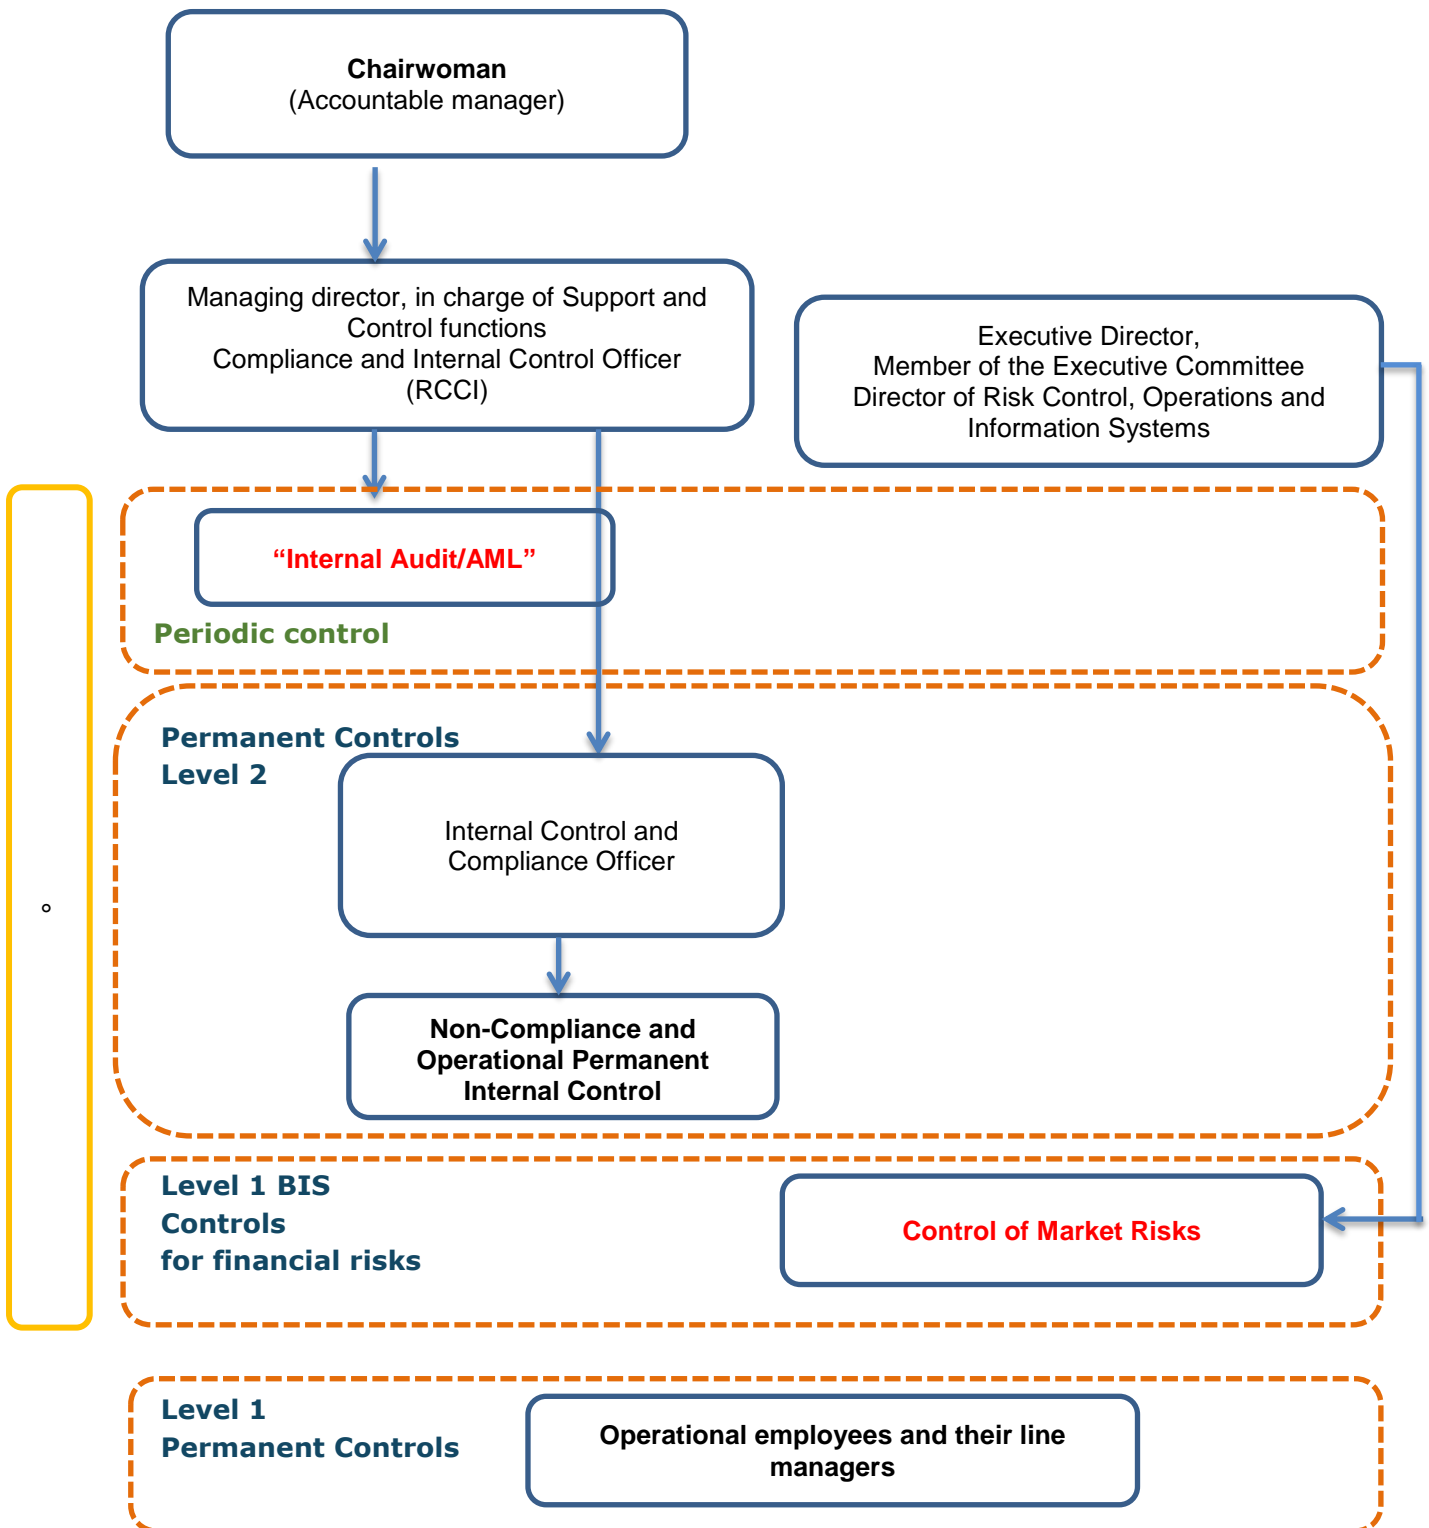 Chairwoman
(Accountable manager)
Managing director, in charge of Support and
Control functions
Compliance and Internal Control Officer
(RCCI)
Executive Director,
Member of the Executive Committee
Director of Risk Control, Operations and
Information Systems
“Internal Audit/AML”
Periodic control
Permanent Controls
Level 2
Internal Control and
Compliance Officer
Non-Compliance and
Operational Permanent
Internal Control
Level 1 BIS
Controls
for financial risks
Control of Market Risks
Level 1
Permanent Controls
Operational employees and their line
managers